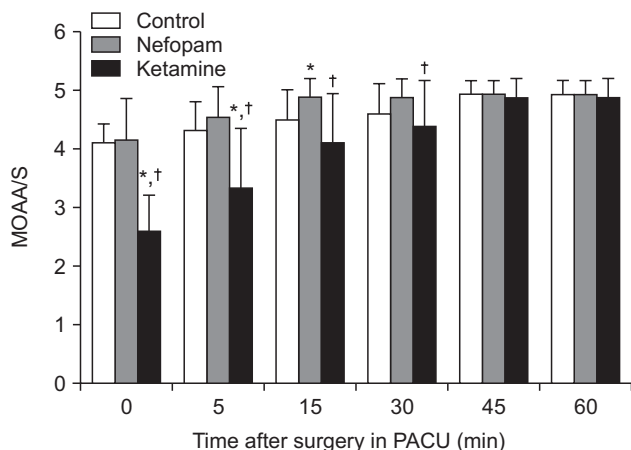 Control
Nefopam
Ketamine
6
5
4
3
2
1
0
MOAA/S
*,†
*,†
*
†
†
0 5 15 30 45 60
Time after surgery in PACU (min)